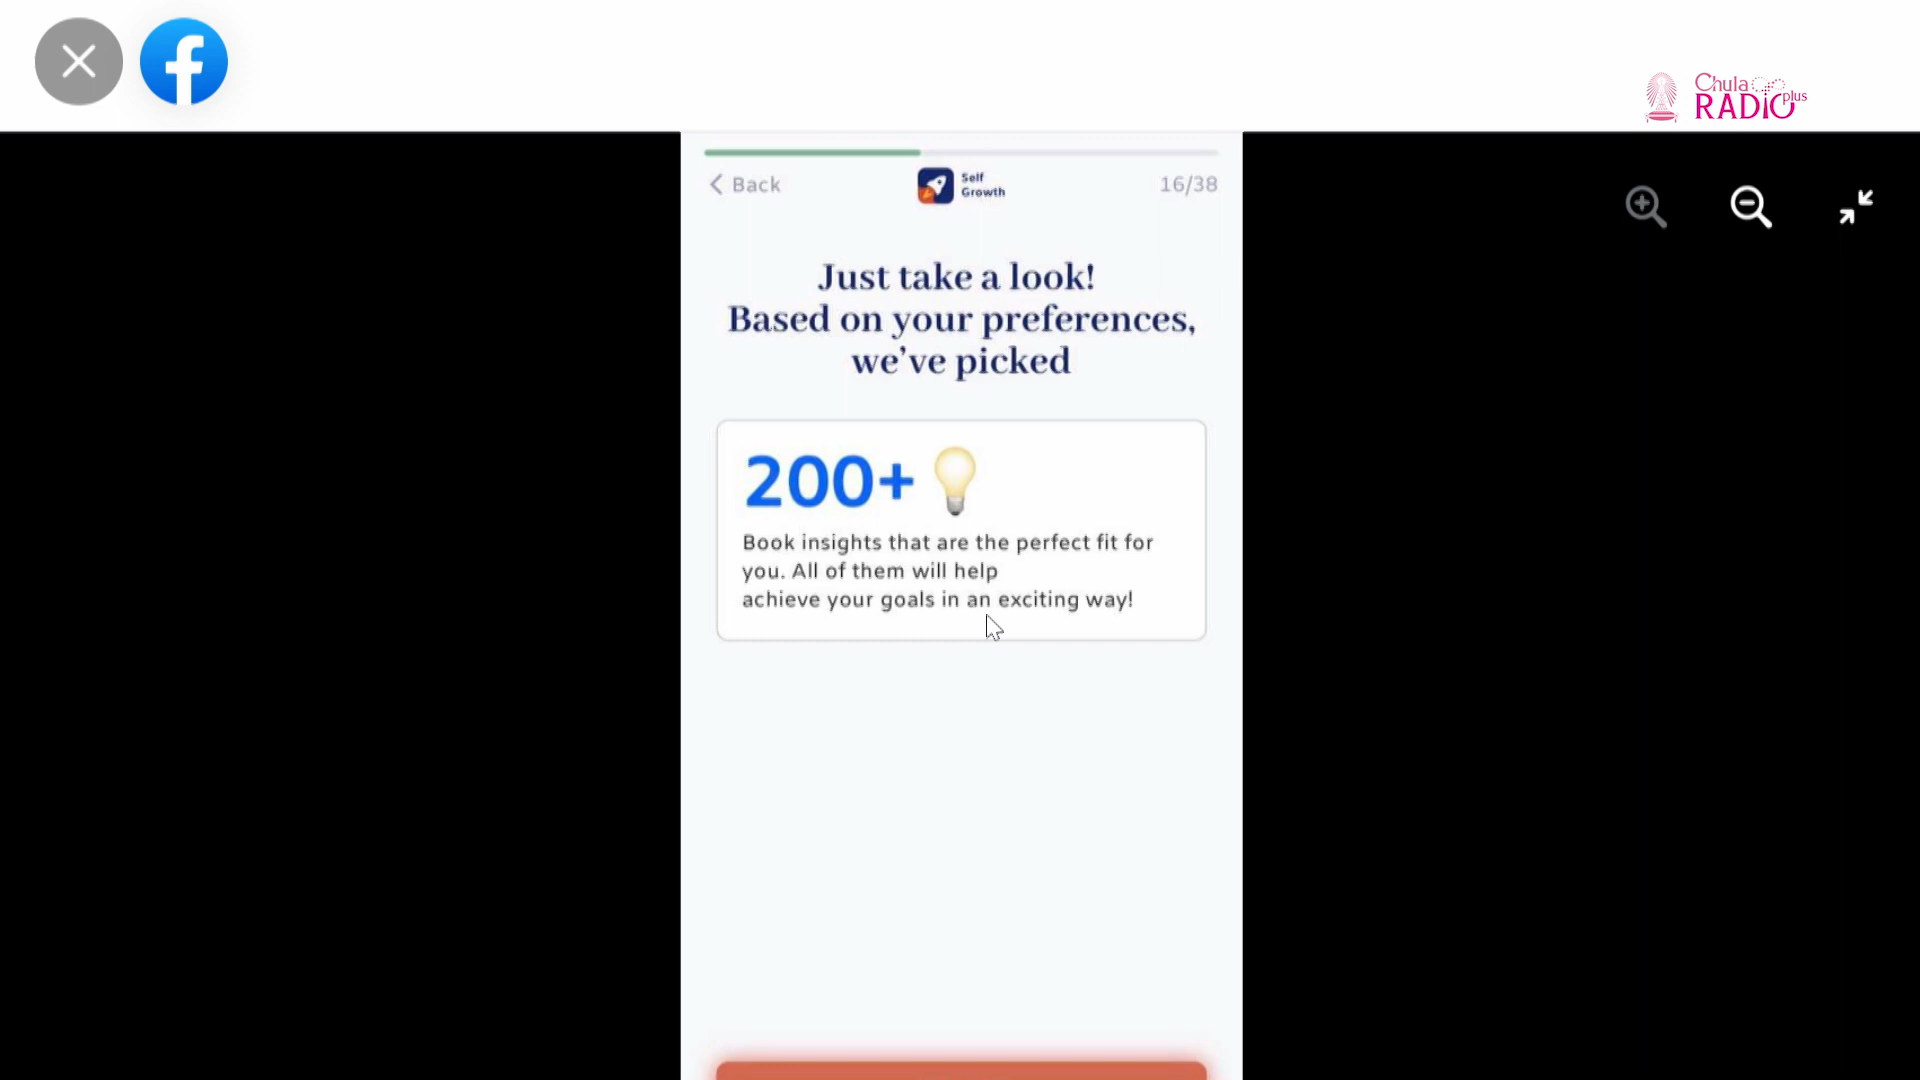 Chula
RADIO plus
Back
Self
Growth
16/38
Just take a look!
Based on your preferences,
we've picked
200+
Book insights that are the perfect fit for
you. All of them will help
achieve your goals in an exciting way!